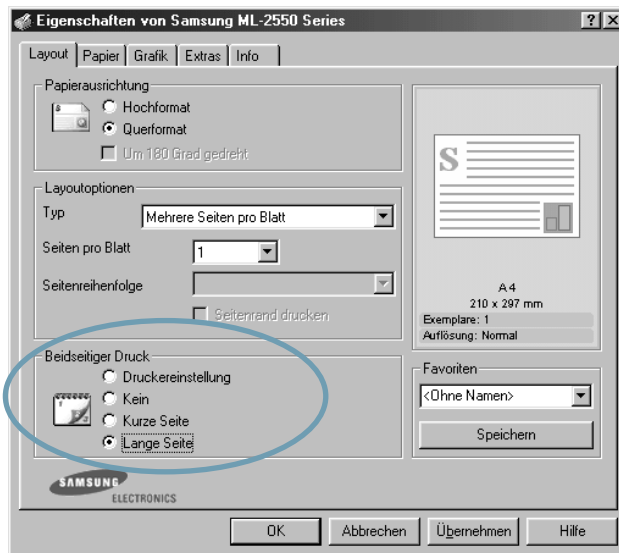 Eigenschaften von Samsung ML-2550 Series
Layout Papier Grafik Extras Info
Papierausrichtung
Hochformat
Querformat
Um 180 Grad gedreht
Layoutoptionen
Typ Mehrere Seiten pro Blatt
Seiten pro Blatt 1
Seitenreihenfolge
Seitenrand drucken
S
A4
210 x 297 mm
Exemplare: 1
Auflösung: Normal
Beidseitiger Druck
Druckereinstellung
Kein
Kurze Seite
Lange Seite
Favoriten
<Ohne Namen>
Speichern
SAMSUNG
ELECTRONICS
OK Abbrechen Übernehmen Hilfe